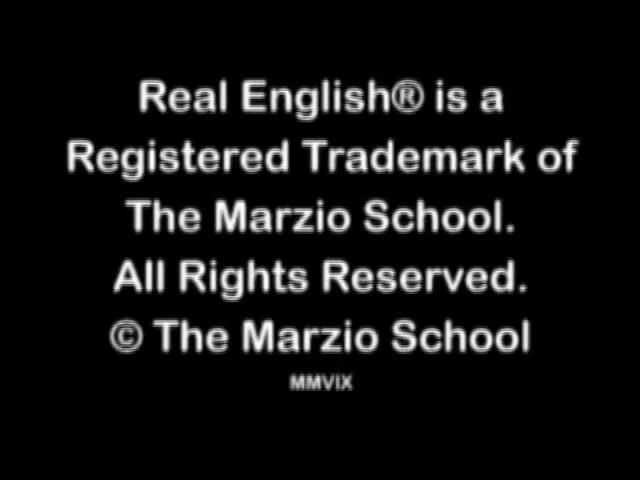 Real English® is a
Registered Trademark of
The Marzio School.
All Rights Reserved.
© The Marzio School
MMVIX